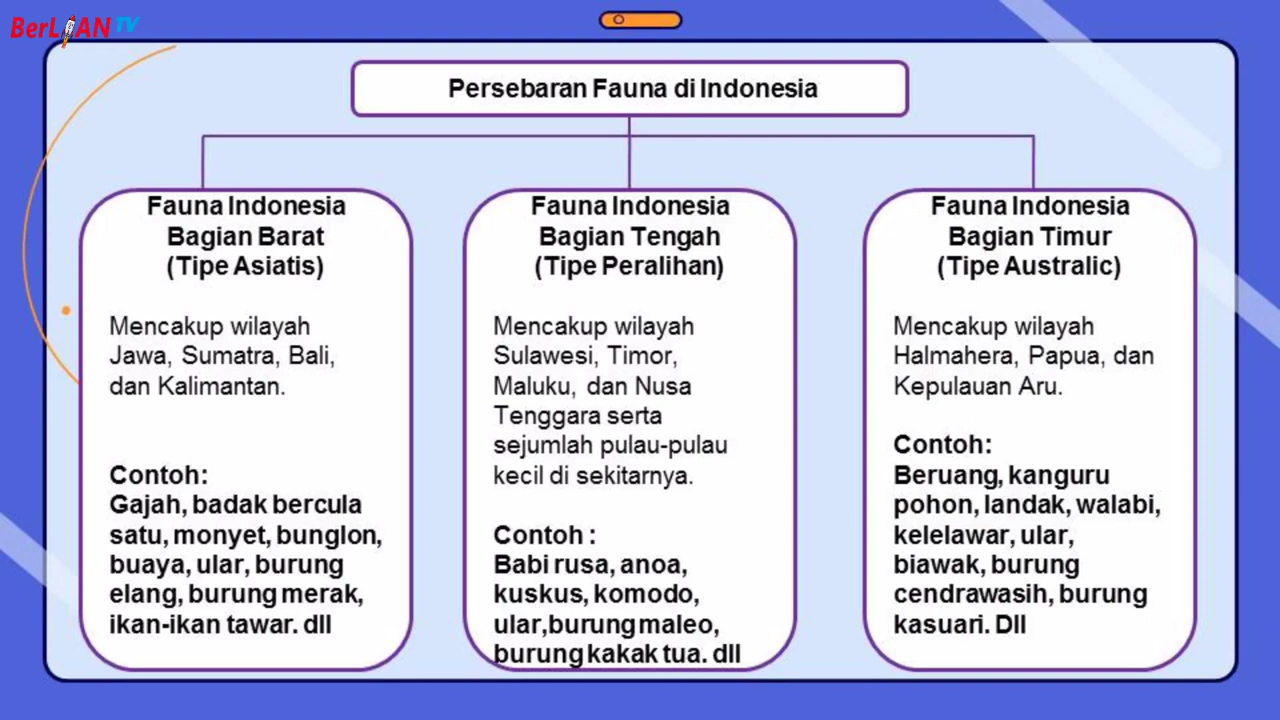 BerLIAN TV
Persebaran Fauna di Indonesia
Fauna Indonesia
Bagian Barat
(Tipe Asiatis)
Mencakup wilayah
Jawa, Sumatra, Bali,
dan Kalimantan.
Contoh:
Gajah, badak bercula
satu, monyet, bunglon,
buaya, ular, burung
elang, burung merak,
ikan-ikan tawar. dll
Fauna Indonesia
Bagian Tengah
(Tipe Peralihan)
Mencakup wilayah
Sulawesi, Timor,
Maluku, dan Nusa
Tenggara serta
sejumlah pulau-pulau
kecil di sekitarnya.
Contoh :
Babi rusa, anoa,
kuskus, komodo,
ular,burung maleo,
burung kakak tua. dll
Fauna Indonesia
Bagian Timur
(Tipe Australic)
Mencakup wilayah
Halmahera, Papua, dan
Kepulauan Aru.
Contoh:
Beruang, kanguru
pohon, landak, walabi,
kelelawar, ular,
biawak, burung
cendrawasih, burung
kasuari. Dll